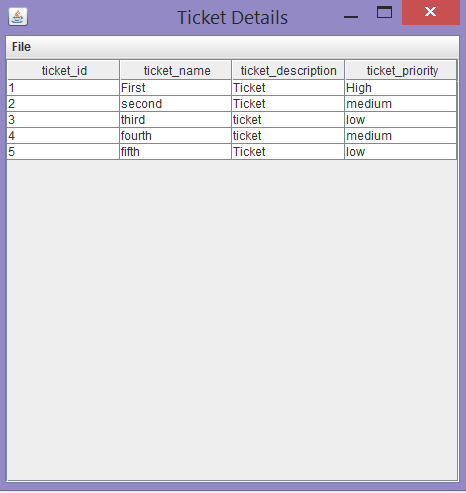 Ticket Details
File
ticket_id ticket_name ticket_description ticket_priority
1 First Ticket High
2 second Ticket medium
3 third ticket low
4 fourth ticket medium
5 fifth Ticket low